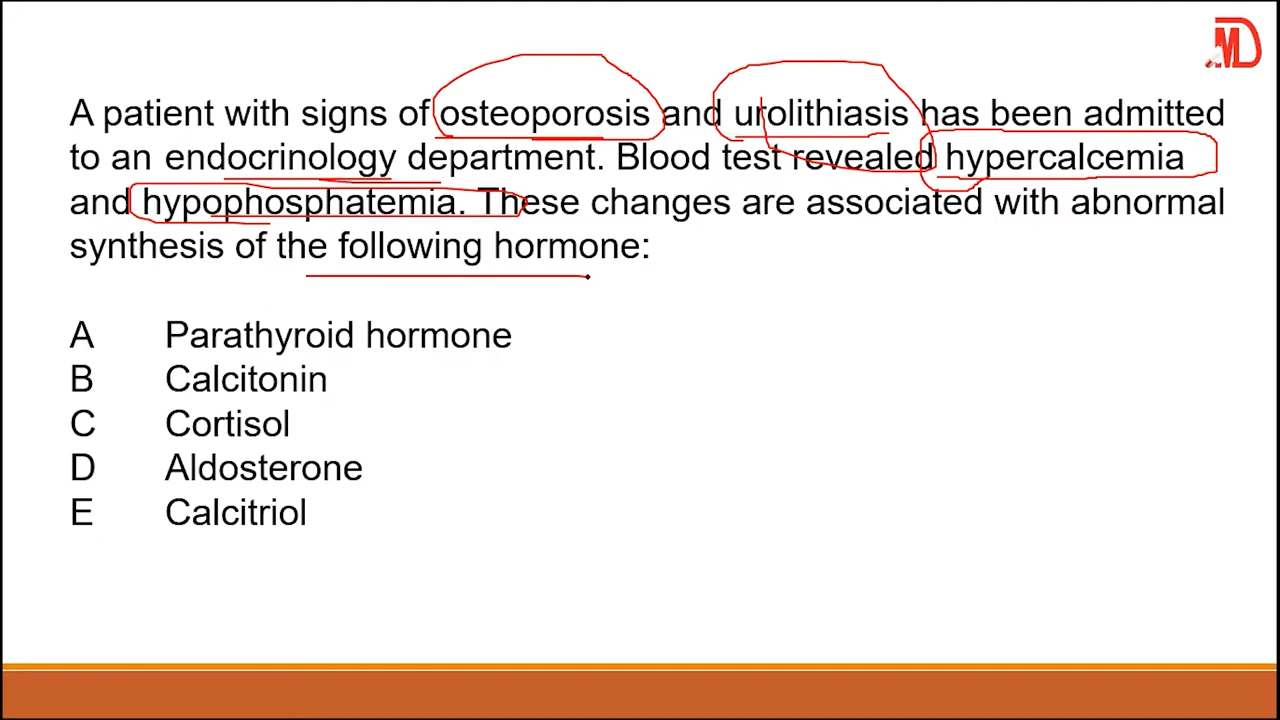 MD
A patient with signs of osteoporosis and urolithiasis has been admitted
to an endocrinology department. Blood test revealed hypercalcemia
and hypophosphatemia. These changes are associated with abnormal
synthesis of the following hormone:
A Parathyroid hormone
B Calcitonin
C Cortisol
D Aldosterone
E Calcitriol